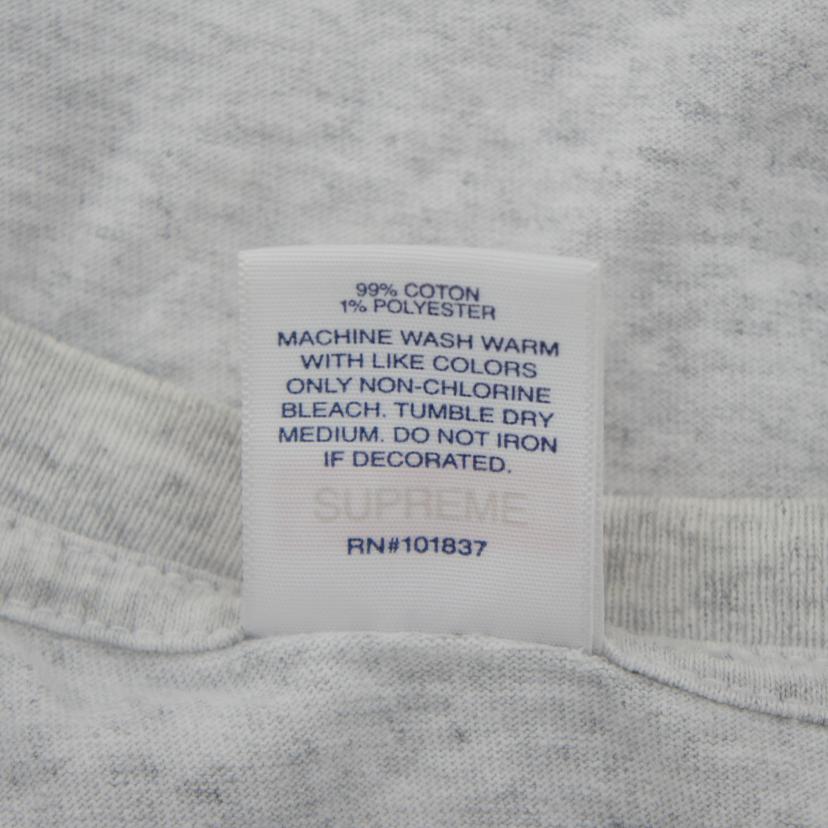 99% COTON
1% POLYESTER
MACHINE WASH WARM
WITH LIKE COLORS
ONLY NON-CHLORINE
BLEACH. TUMBLE DRY
MEDIUM. DO NOT IRON
IF DECORATED.
SUPREME
RN#101837